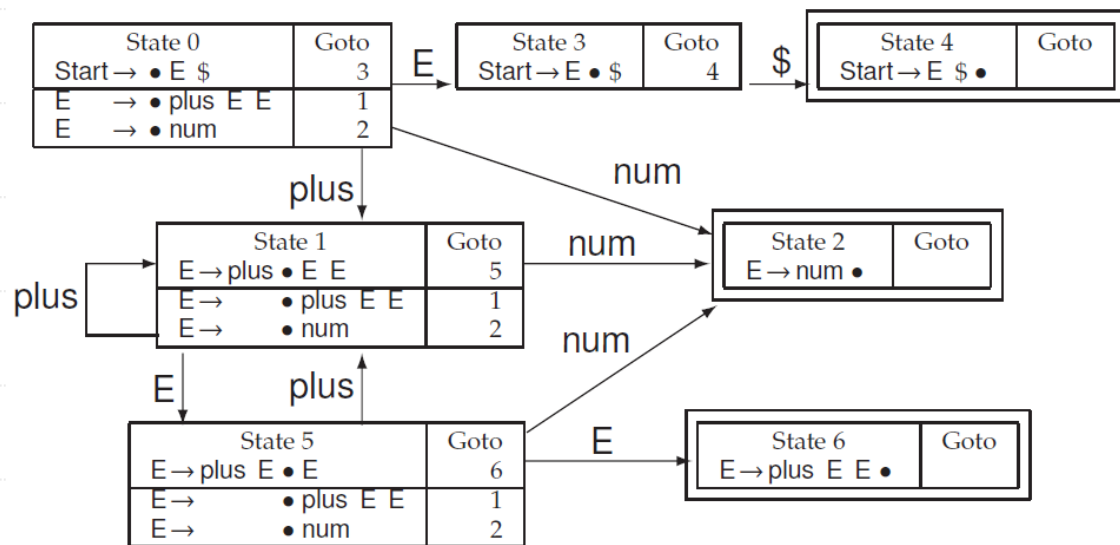 State 0 Goto
Start → • E $ 3
E → • plus E E 1
E → • num 2
E
State 3 Goto
Start → E • $ 4
$
State 4 Goto
Start → E $ •
plus
num
State 1 Goto
E → plus • E E 5
E → • plus E E 1
E → • num 2
plus
num
State 2 Goto
E → num •
E
plus
num
State 5 Goto
E → plus E • E 6
E → • plus E E 1
E → • num 2
E
State 6 Goto
E → plus E E •